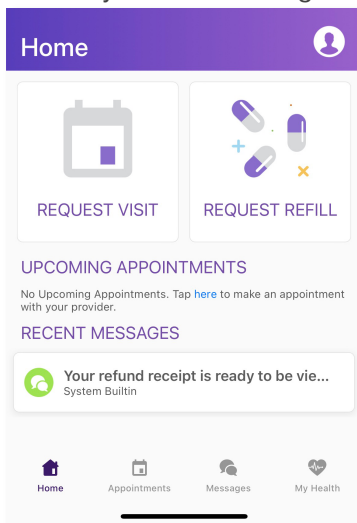 Home
REQUEST VISIT
REQUEST REFILL
UPCOMING APPOINTMENTS
No Upcoming Appointments. Tap here to make an appointment
with your provider.
RECENT MESSAGES
Your refund receipt is ready to be vie...
System Builtin
Home
Appointments
Messages
My Health